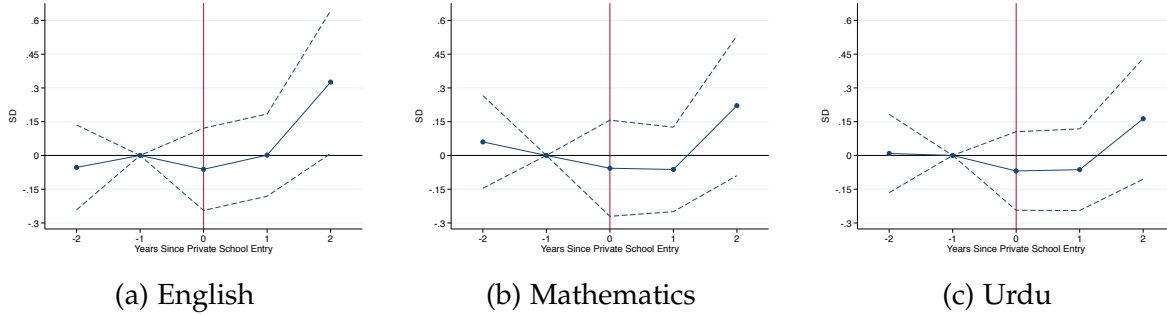 .6
.45
.3
.15
0
-.15
-.3
SD
-2 -1 0 1 2
Years Since Private School Entry
(a) English
.6
.45
.3
.15
0
-.15
-.3
SD
-2 -1 0 1 2
Years Since Private School Entry
(b) Mathematics
.6
.45
.3
.15
0
-.15
-.3
SD
-2 -1 0 1 2
Years Since Private School Entry
(c) Urdu